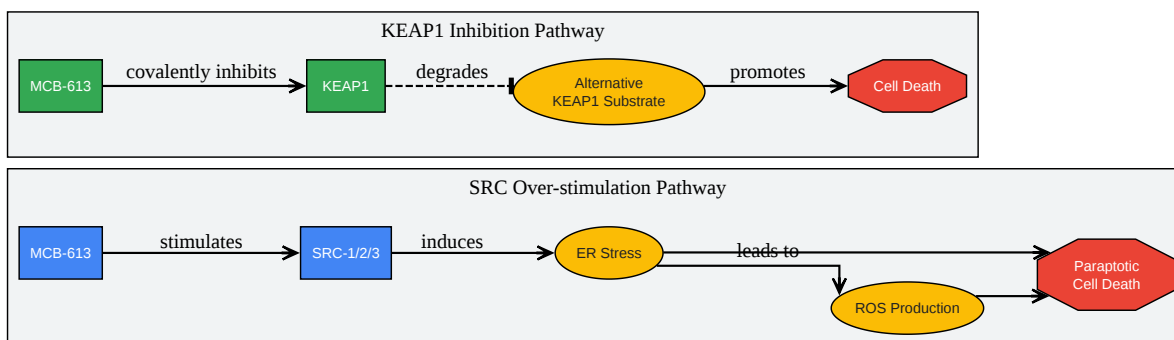 KEAP1 Inhibition Pathway
MCB-613
covalently inhibits
KEAP1
degrades
Alternative
KEAP1 Substrate
promotes
Cell Death
SRC Over-stimulation Pathway
MCB-613
stimulates
SRC-1/2/3
induces
ER Stress
leads to
ROS Production
Paraptotic
Cell Death